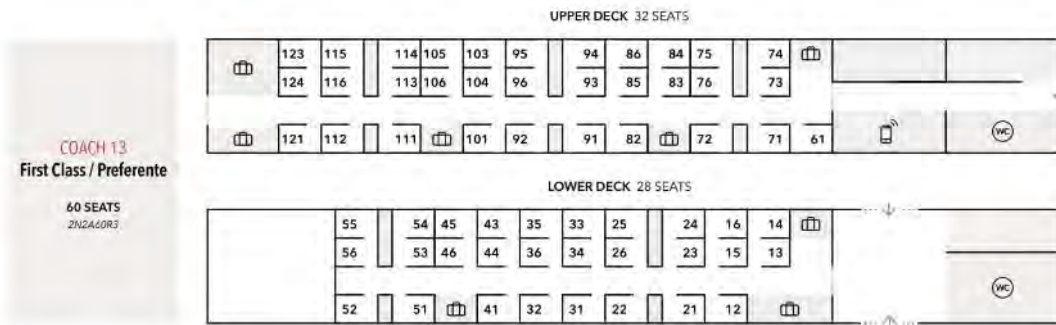 UPPER DECK 32 SEATS
123 115 114 105 103 95 94 86 84 75 74
124 116 113 106 104 96 93 85 83 76 73
121 112 111 101 92 91 82 72 71 61
WC
COACH 13
First Class / Preferente
60 SEATS
2N2A60R3
LOWER DECK 28 SEATS
55 54 45 43 35 33 25 24 16 14
56 53 46 44 36 34 26 23 15 13
52 51 41 32 31 22 21 12
WC